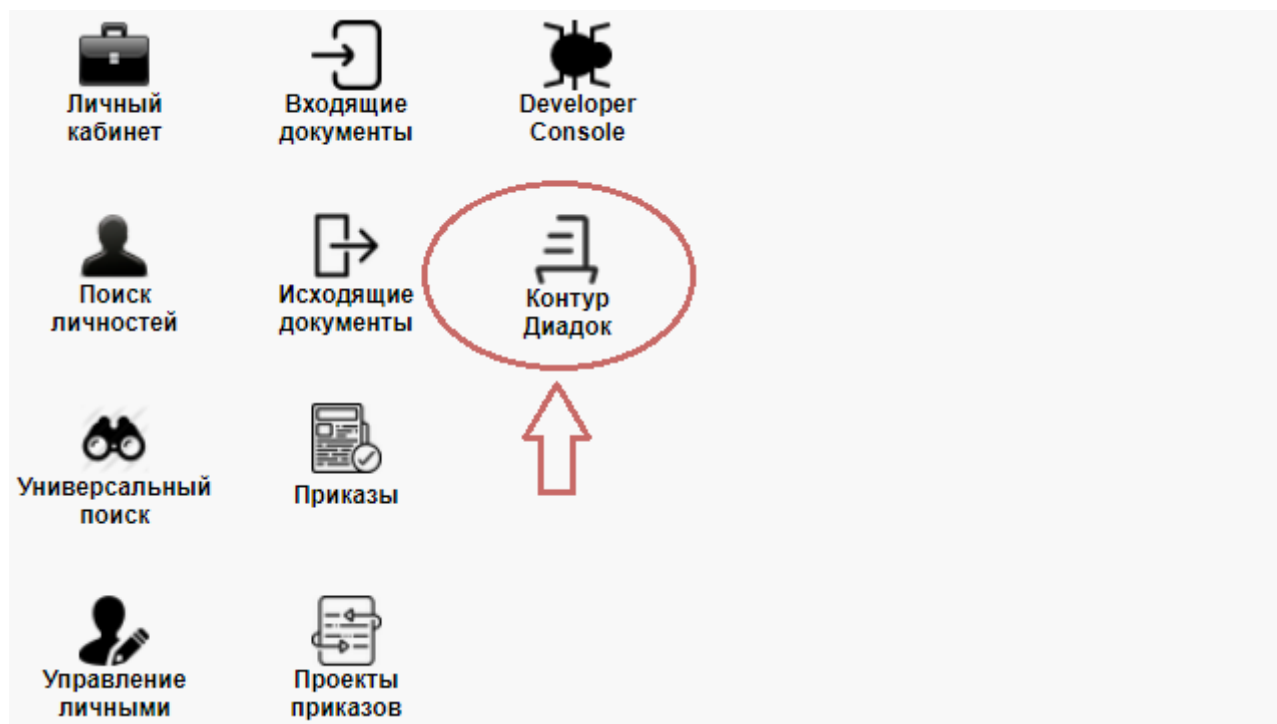 Личный
кабинет
Входящие
документы
Developer
Console
Поиск
личностей
Исходящие
документы
Контур
Диадок
Универсальный
поиск
Приказы
Управление
личными
Проекты
приказов